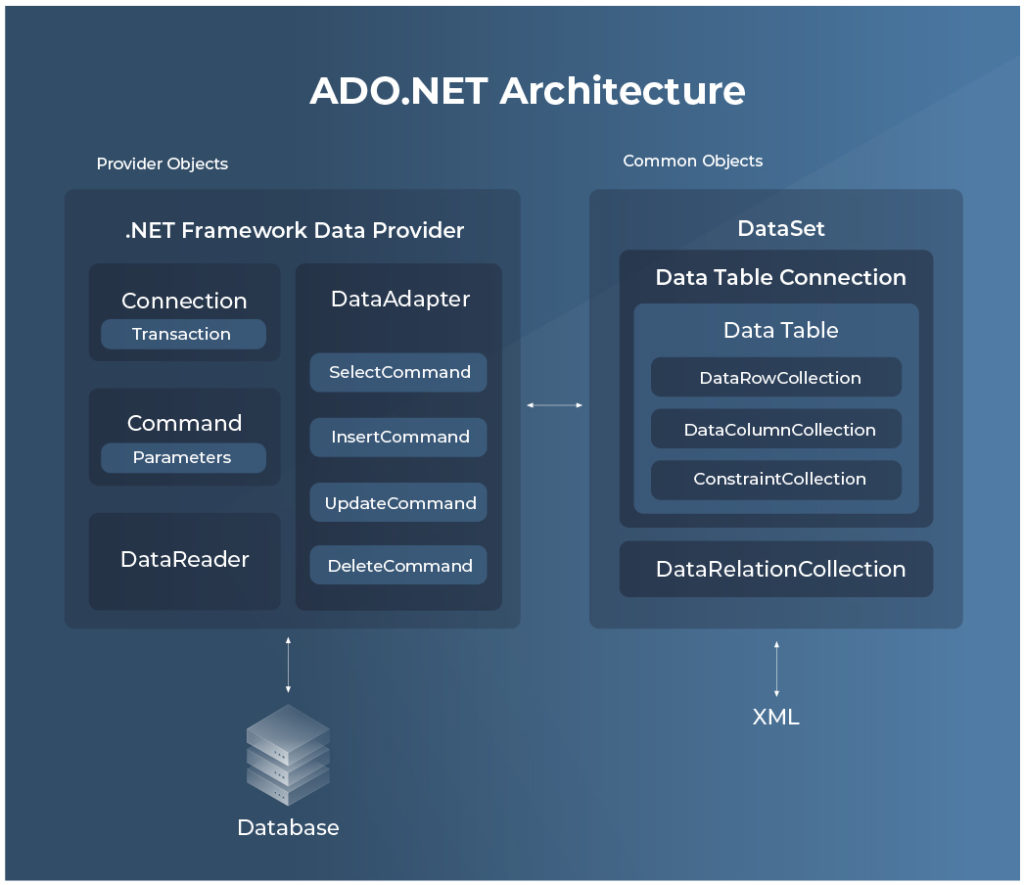 ADO.NET Architecture
Provider Objects
.NET Framework Data Provider
Connection
Transaction
Command
Parameters
DataReader
DataAdapter
SelectCommand
InsertCommand
UpdateCommand
DeleteCommand
Database
Common Objects
DataSet
Data Table Connection
Data Table
DataRowCollection
DataColumnCollection
ConstraintCollection
DataRelationCollection
XML